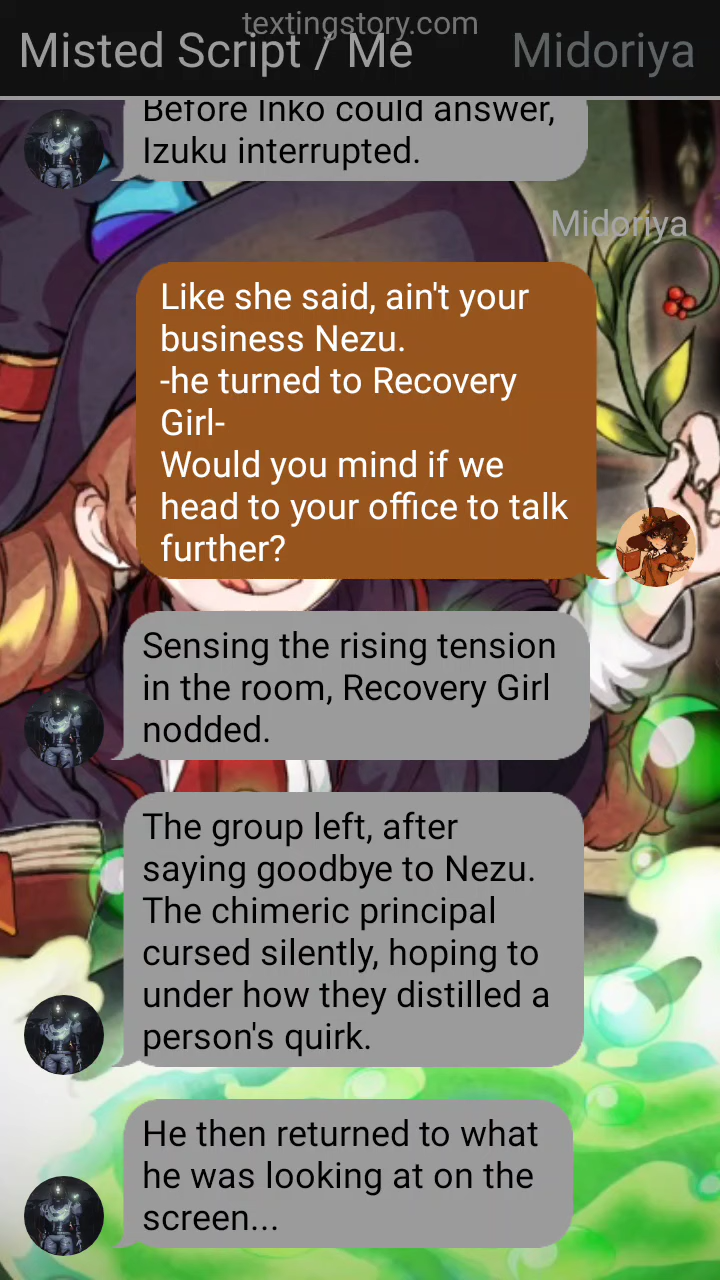 textingstory.com
Misted Script / Me
Midoriya
Before Inko could answer,
Izuku interrupted.
Midoriya
Like she said, ain't your
business Nezu.
-he turned to Recovery
Girl-
Would you mind if we
head to your office to talk
further?
Sensing the rising tension
in the room, Recovery Girl
nodded.
The group left, after
saying goodbye to Nezu.
The chimeric principal
cursed silently, hoping to
under how they distilled a
person's quirk.
He then returned to what
he was looking at on the
screen...